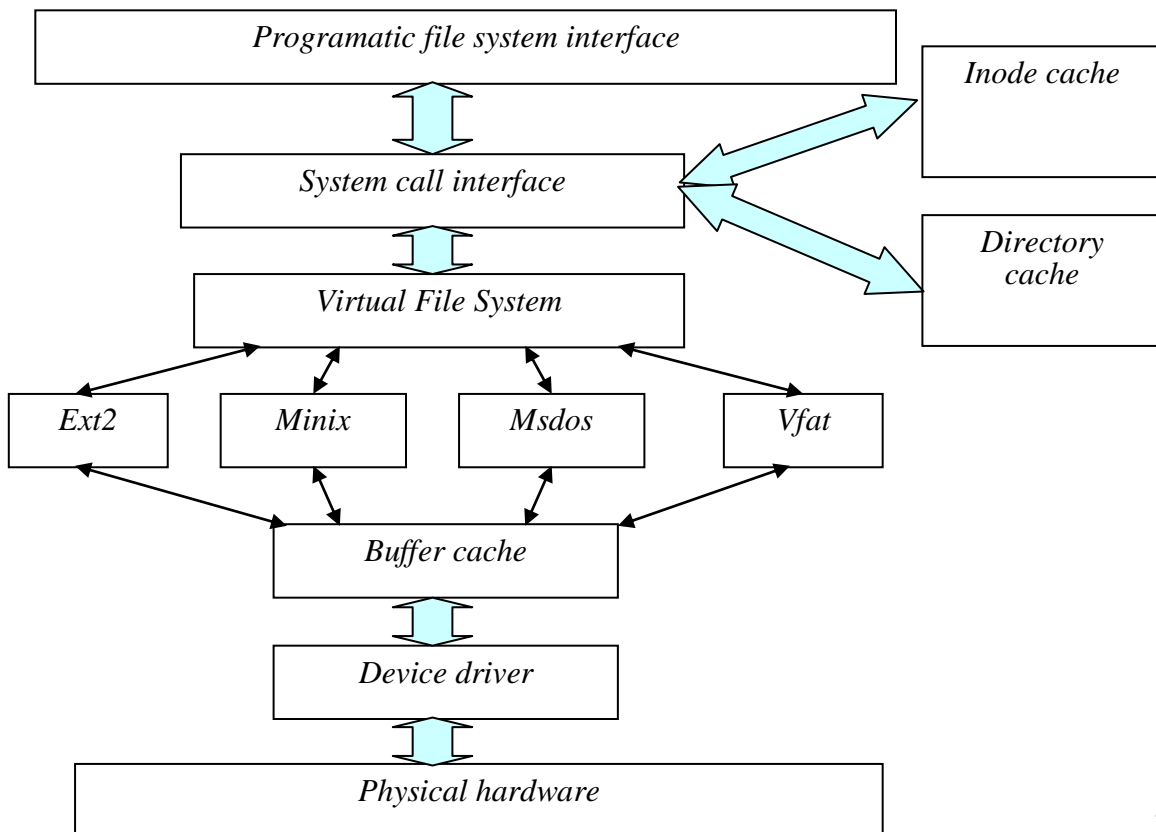 Programatic file system interface
Inode cache
System call interface
Directory
cache
Virtual File System
Ext2
Minix
Msdos
Vfat
Buffer cache
Device driver
Physical hardware